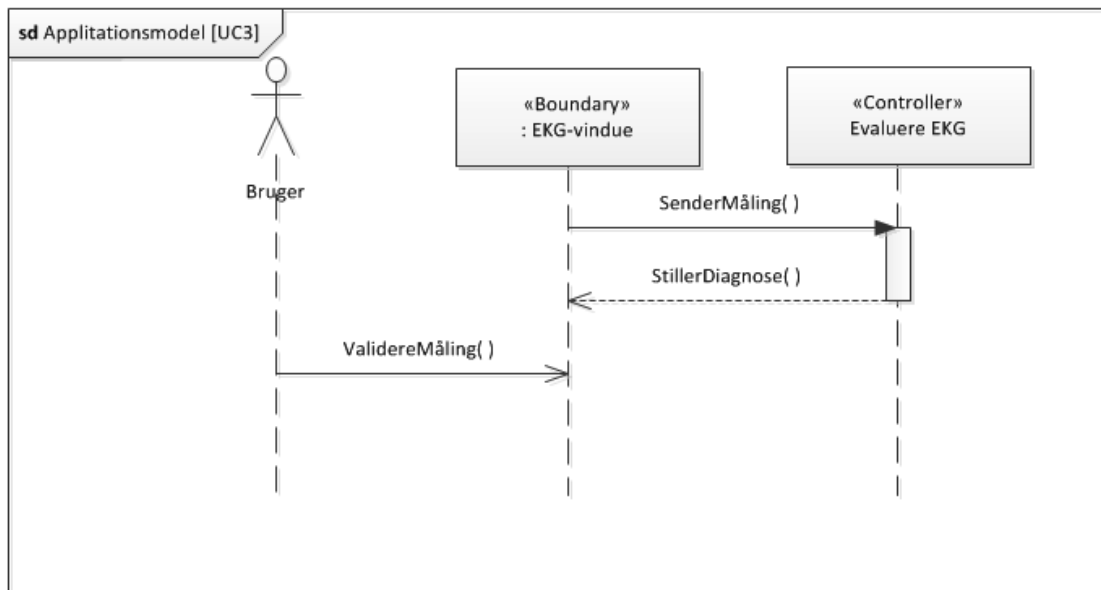 sd Applitationsmodel [UC3]
«Boundary»
: EKG-vindue
«Controller»
Evaluere EKG
Bruger
SenderMåling( )
StillerDiagnose( )
ValidereMåling( )